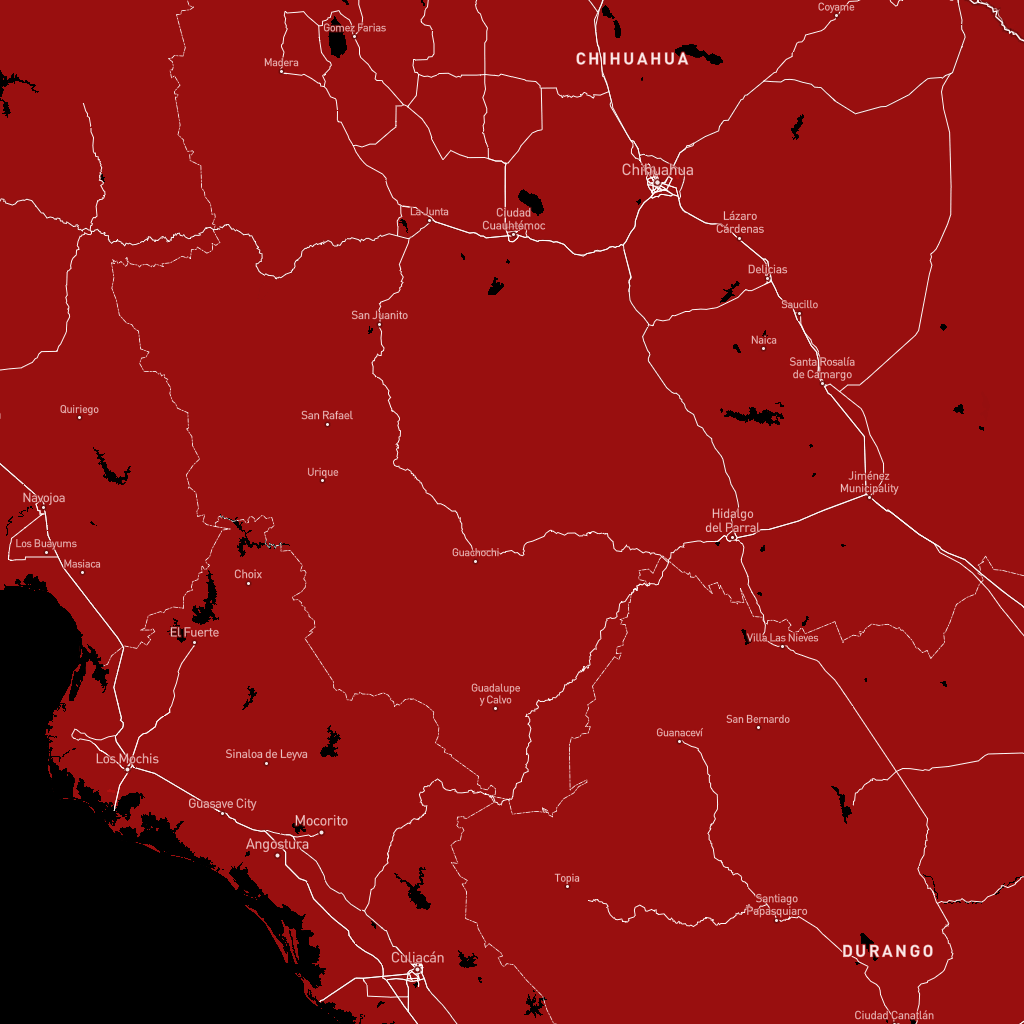 Coyame
Gomez Farias
CHIHUAHUA
Madera
Chihuahua
La Junta
Ciudad
Cuauhtémoc
Lázaro
Cárdenas
Delicias
Saucillo
San Juanito
Naica
Santa Rosalía
de Camargo
Quiriego
San Rafael
Urique
Jiménez
Municipality
Navojoa
Hidalgo
del Parral
Los Buayums
Masiaca
Guachochi
Choix
El Fuerte
Villa Las Nieves
Guadalupe
y Calvo
San Bernardo
Guanaceví
Sinaloa de Leyva
Los Mochis
Guasave City
Mocorito
Angostura
Topia
Santiago
Papasquiaro
DURANGO
Culiacán
Ciudad Canatlán